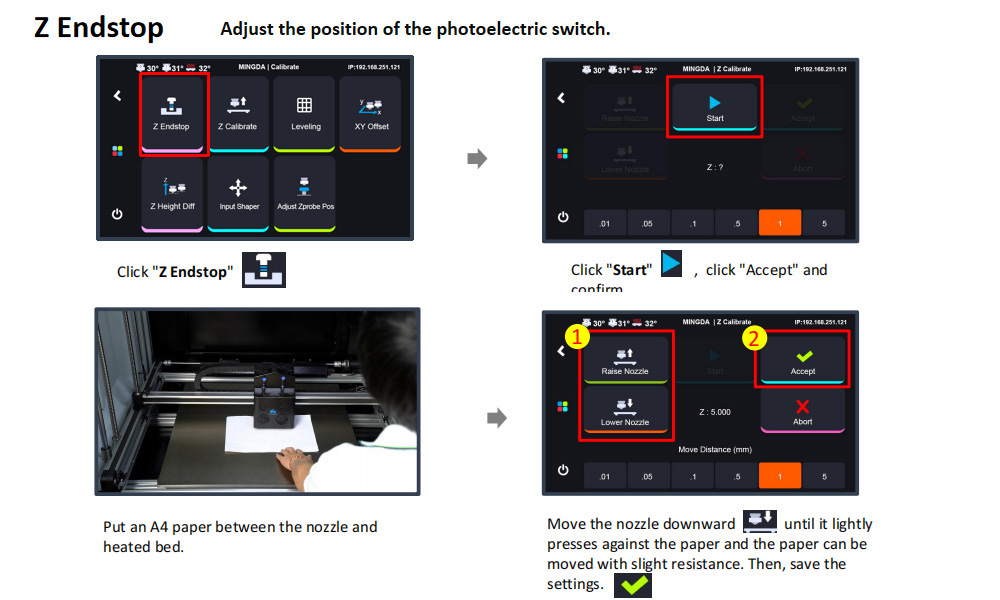 Z Endstop
Adjust the position of the photoelectric switch.
30° 31° 32° MINGDA | Calibrate IP:192.168.251.121
Z Endstop Z Calibrate Leveling XY Offset
Z Height Diff Input Shaper Adjust Zprobe Pos
Click "Z Endstop"
30° 31° 32° MINGDA | Z Calibrate IP:192.168.251.121
Raise Nozzle Start Accept
Lower Nozzle Z : ? Abort
.01 .05 .1 .5 1 5
Click "Start" , click "Accept" and
confirm
Put an A4 paper between the nozzle and
heated bed.
30° 31° 32° MINGDA | Z Calibrate IP:192.168.251.121
1 2
Raise Nozzle Start Accept
Lower Nozzle Z : 5.000 Abort
Move Distance (mm)
.01 .05 .1 .5 1 5
Move the nozzle downward until it lightly
presses against the paper and the paper can be
moved with slight resistance. Then, save the
settings.